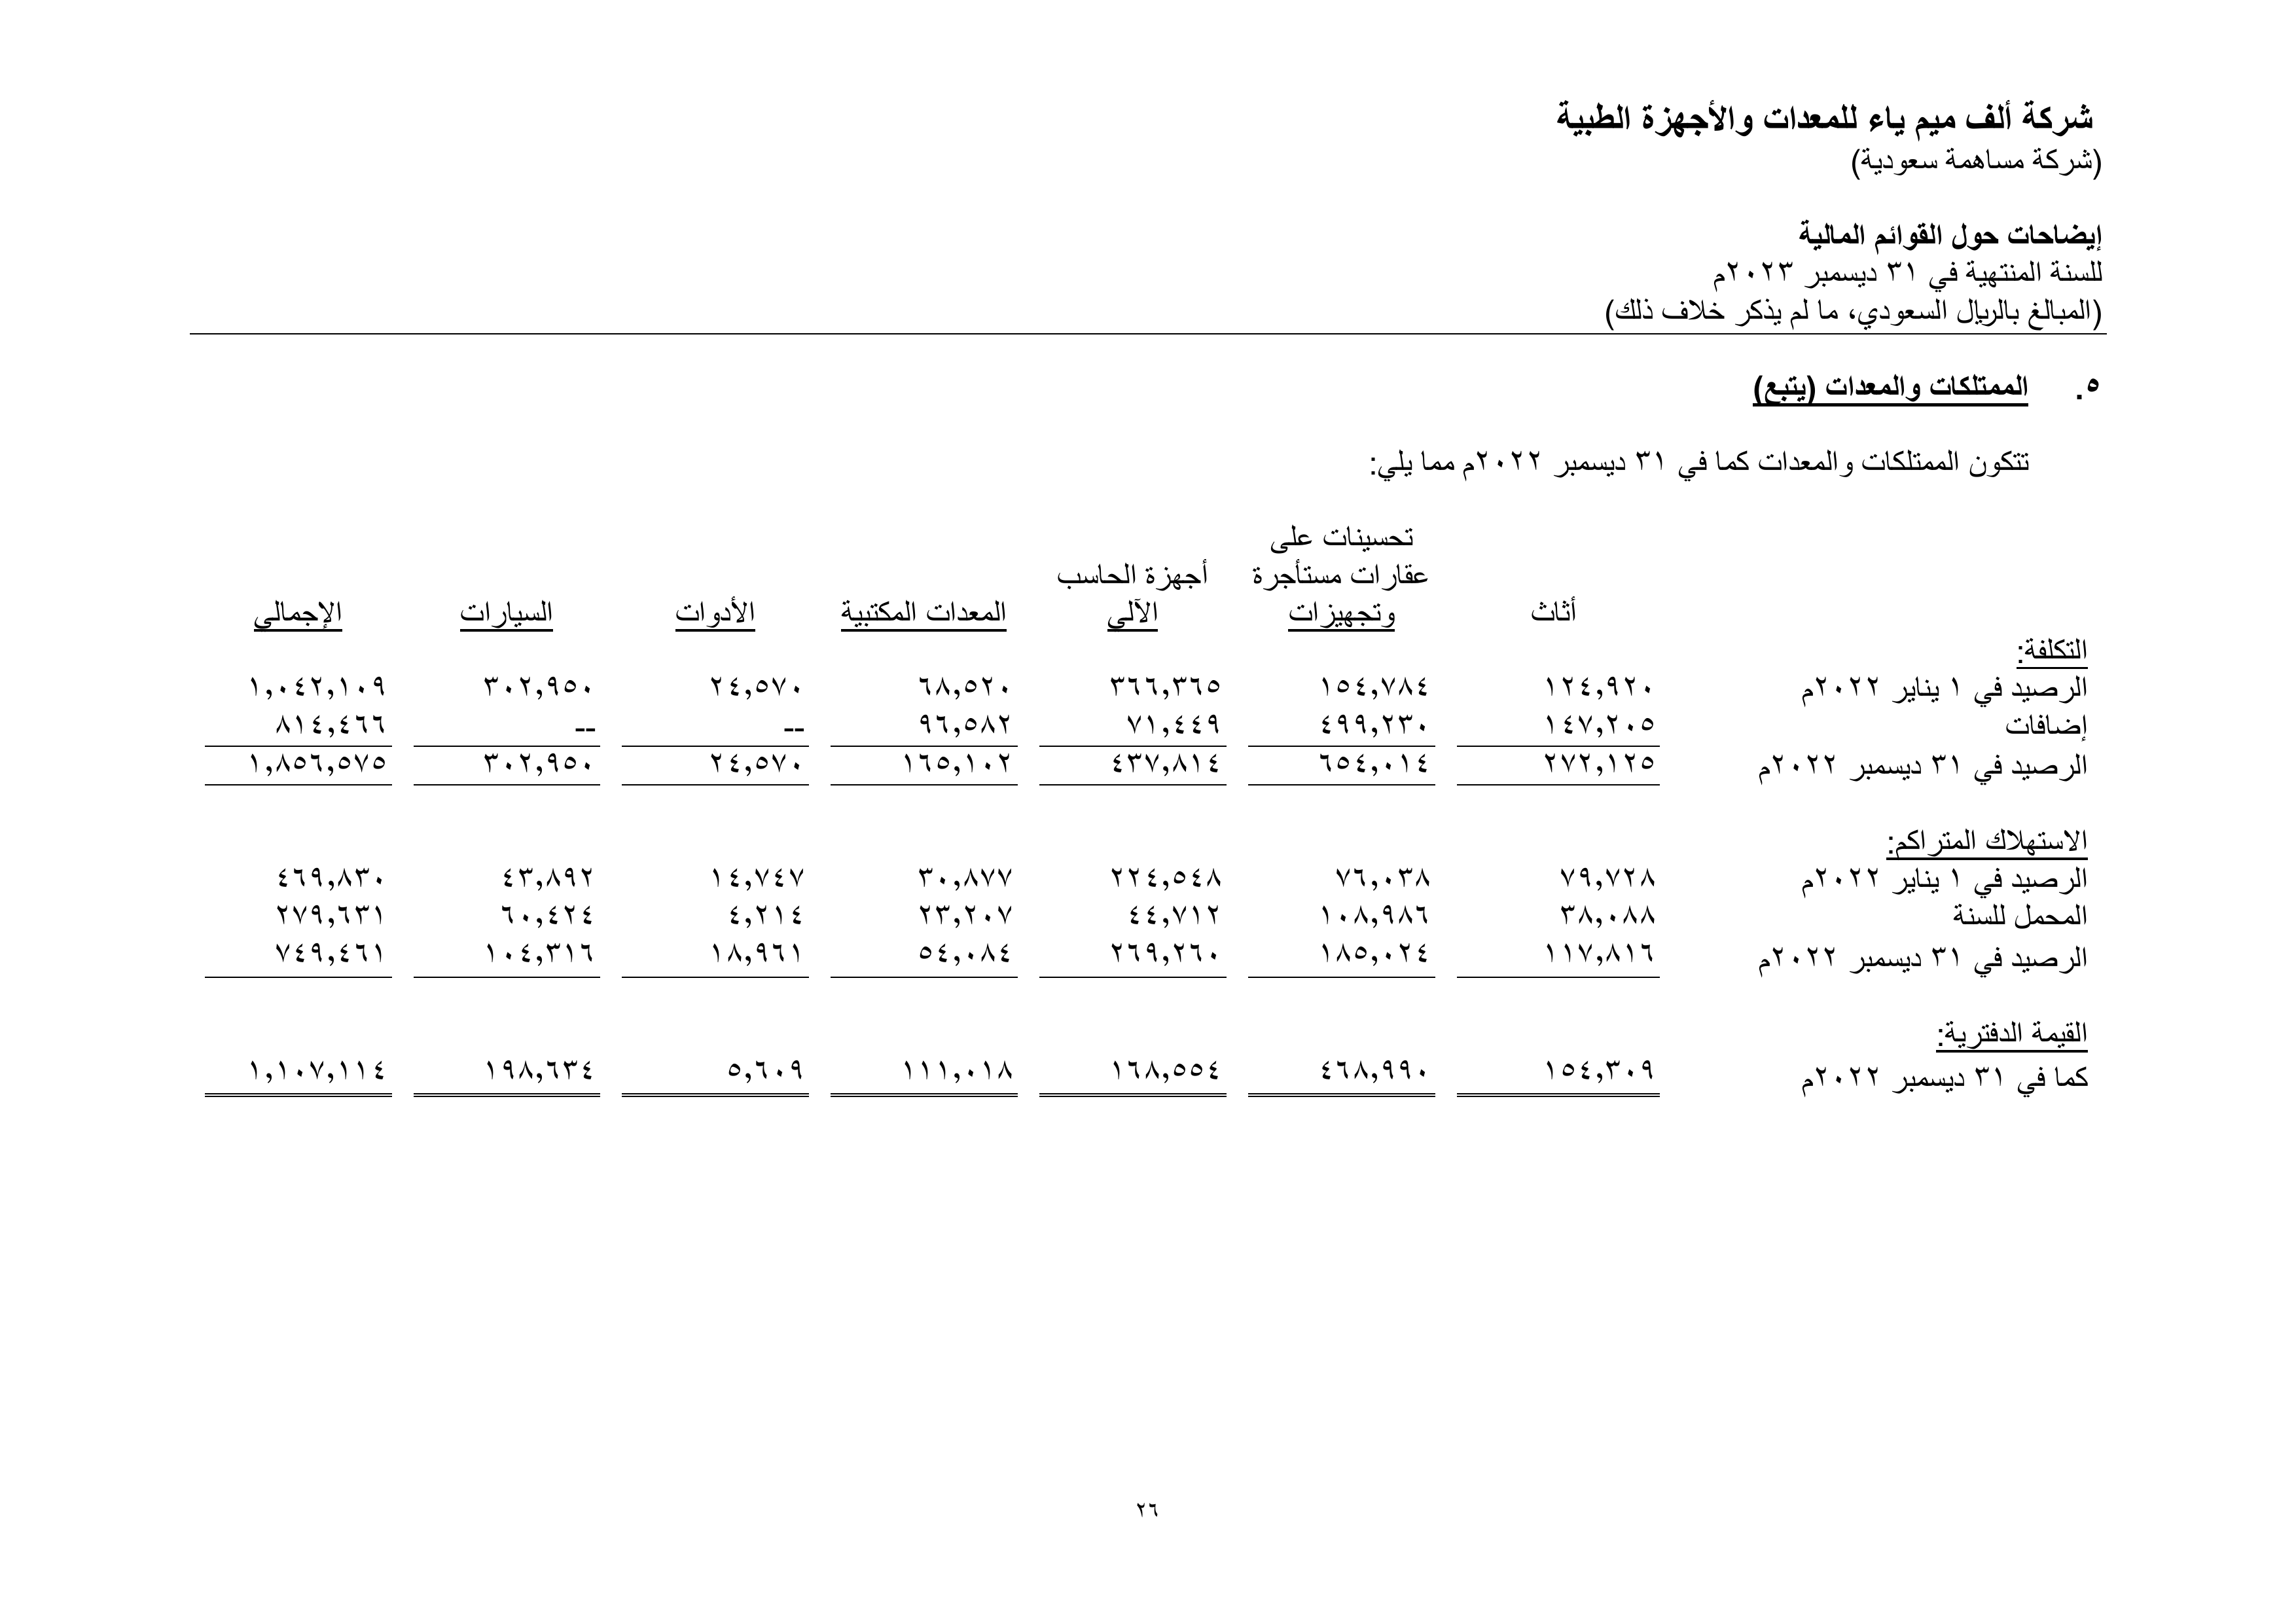 شركة ألف ميم ياء للمعدات والأجهزة الطبية
(شركة مساهمة سعودية)
إيضاحات حول القوائم المالية
للسنة المنتهية في ٣١ ديسمبر ٢٠٢٣م
(المبالغ بالريال السعودي، ما لم يذكر خلاف ذلك)
٥. الممتلكات والمعدات (يتبع)
تتكون الممتلكات والمعدات كما في ٣١ ديسمبر ٢٠٢٢م مما يلي:
تحسينات على
عقارات مستأجرة أجهزة الحاسب
أثاث وتجهيزات الآلي المعدات المكتبية الأدوات السيارات الإجمالي
التكلفة:
الرصيد في ١ يناير ٢٠٢٢م ١٢٤,٩٢٠ ١٥٤,٧٨٤ ٣٦٦,٣٦٥ ٦٨,٥٢٠ ٢٤,٥٧٠ ٣٠٢,٩٥٠ ١,٠٤٢,١٠٩
إضافات ١٤٧,٢٠٥ ٤٩٩,٢٣٠ ٧١,٤٤٩ ٩٦,٥٨٢ -- -- ٨١٤,٤٦٦
الرصيد في ٣١ ديسمبر ٢٠٢٢م ٢٧٢,١٢٥ ٦٥٤,٠١٤ ٤٣٧,٨١٤ ١٦٥,١٠٢ ٢٤,٥٧٠ ٣٠٢,٩٥٠ ١,٨٥٦,٥٧٥
الاستهلاك المتراكم:
الرصيد في ١ يناير ٢٠٢٢م ٧٩,٧٢٨ ٧٦,٠٣٨ ٢٢٤,٥٤٨ ٣٠,٨٧٧ ١٤,٧٤٧ ٤٣,٨٩٢ ٤٦٩,٨٣٠
المحمل للسنة ٣٨,٠٨٨ ١٠٨,٩٨٦ ٤٤,٧١٢ ٢٣,٢٠٧ ٤,٢١٤ ٦٠,٤٢٤ ٢٧٩,٦٣١
الرصيد في ٣١ ديسمبر ٢٠٢٢م ١١٧,٨١٦ ١٨٥,٠٢٤ ٢٦٩,٢٦٠ ٥٤,٠٨٤ ١٨,٩٦١ ١٠٤,٣١٦ ٧٤٩,٤٦١
القيمة الدفترية:
كما في ٣١ ديسمبر ٢٠٢٢م ١٥٤,٣٠٩ ٤٦٨,٩٩٠ ١٦٨,٥٥٤ ١١١,٠١٨ ٥,٦٠٩ ١٩٨,٦٣٤ ١,١٠٧,١١٤
٢٦